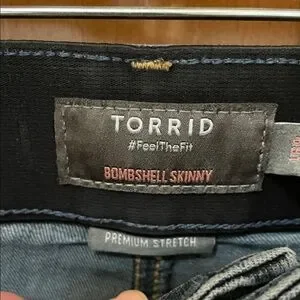 TORRID
#FeelTheFit
BOMBSHELL SKINNY
PREMIUM STRETCH